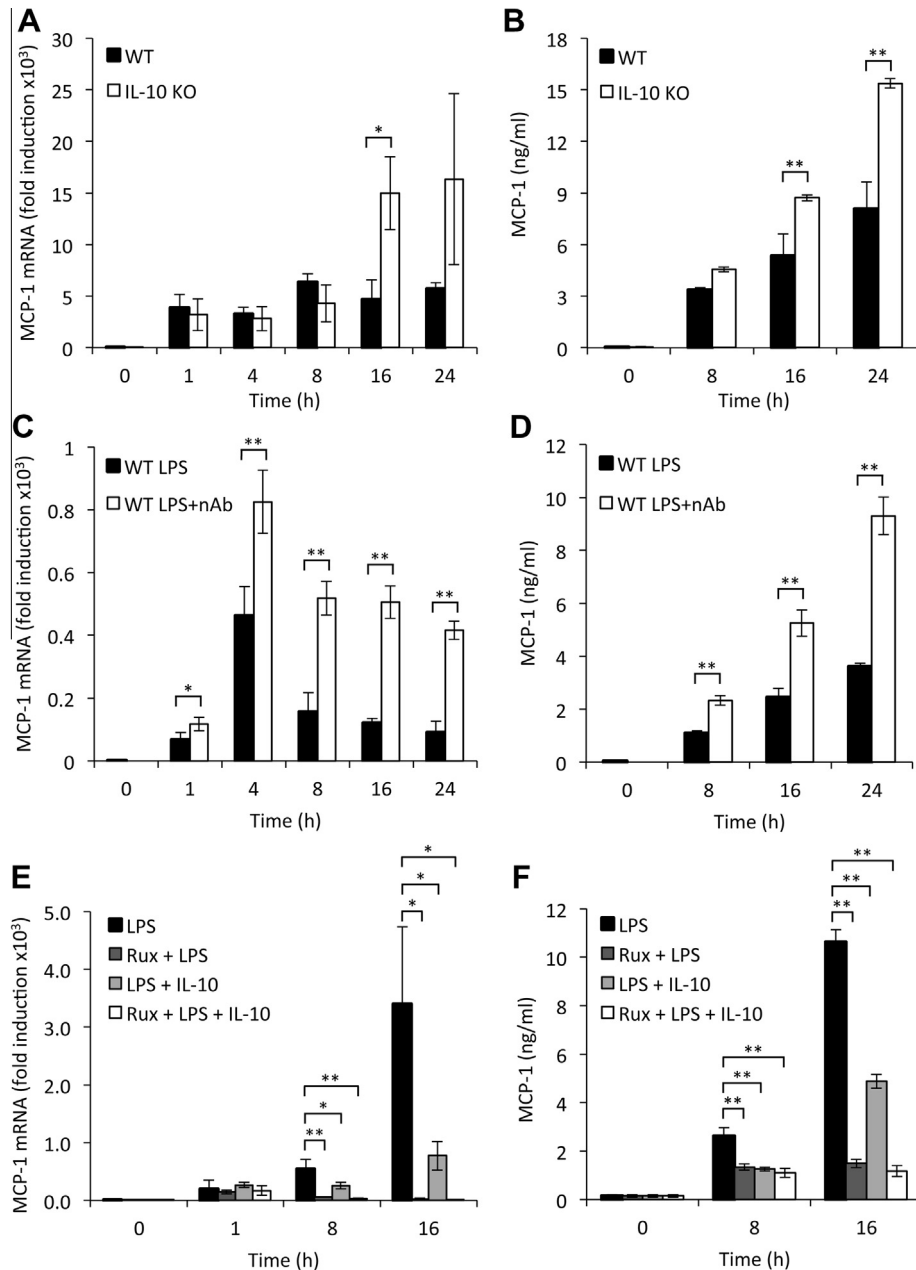 A
MCP-1 mRNA (fold induction x10³)
30
25
20
15
10
5
0
WT
IL-10 KO
*
0 1 4 8 16 24
Time (h)
B
MCP-1 (ng/ml)
18
15
12
9
6
3
0
WT
IL-10 KO
**
**
0 8 16 24
Time (h)
C
MCP-1 mRNA (fold induction x10³)
1
0.8
0.6
0.4
0.2
0
WT LPS
WT LPS+nAb
*
**
**
**
**
0 1 4 8 16 24
Time (h)
D
MCP-1 (ng/ml)
12
10
8
6
4
2
0
WT LPS
WT LPS+nAb
**
**
**
0 8 16 24
Time (h)
E
MCP-1 mRNA (fold induction x10³)
5.0
4.0
3.0
2.0
1.0
0.0
LPS
Rux + LPS
LPS + IL-10
Rux + LPS + IL-10
**
*
**
*
*
*
0 1 8 16
Time (h)
F
MCP-1 (ng/ml)
12
10
8
6
4
2
0
LPS
Rux + LPS
LPS + IL-10
Rux + LPS + IL-10
**
**
**
**
**
**
0 8 16
Time (h)